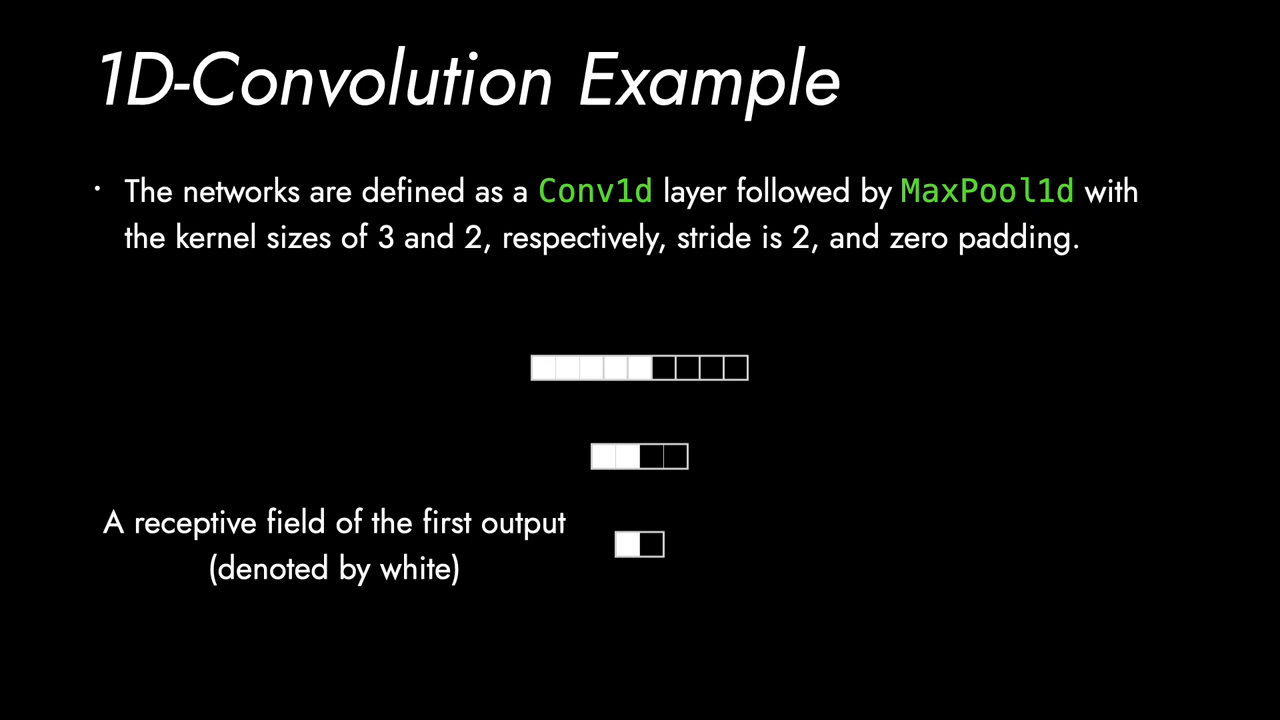 1D-Convolution Example
• The networks are defined as a Conv1d layer followed by MaxPool1d with
the kernel sizes of 3 and 2, respectively, stride is 2, and zero padding.
A receptive field of the first output
(denoted by white)